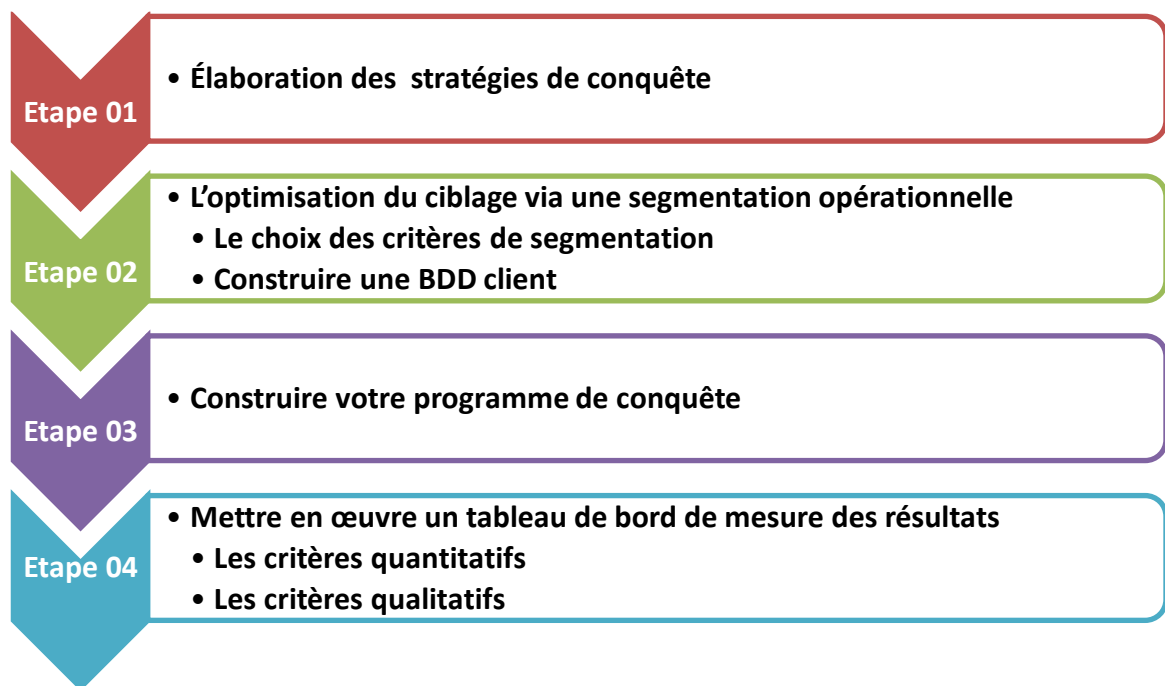 Etape 01
• Élaboration des stratégies de conquête
Etape 02
• L’optimisation du ciblage via une segmentation opérationnelle
• Le choix des critères de segmentation
• Construire une BDD client
Etape 03
• Construire votre programme de conquête
Etape 04
• Mettre en œuvre un tableau de bord de mesure des résultats
• Les critères quantitatifs
• Les critères qualitatifs